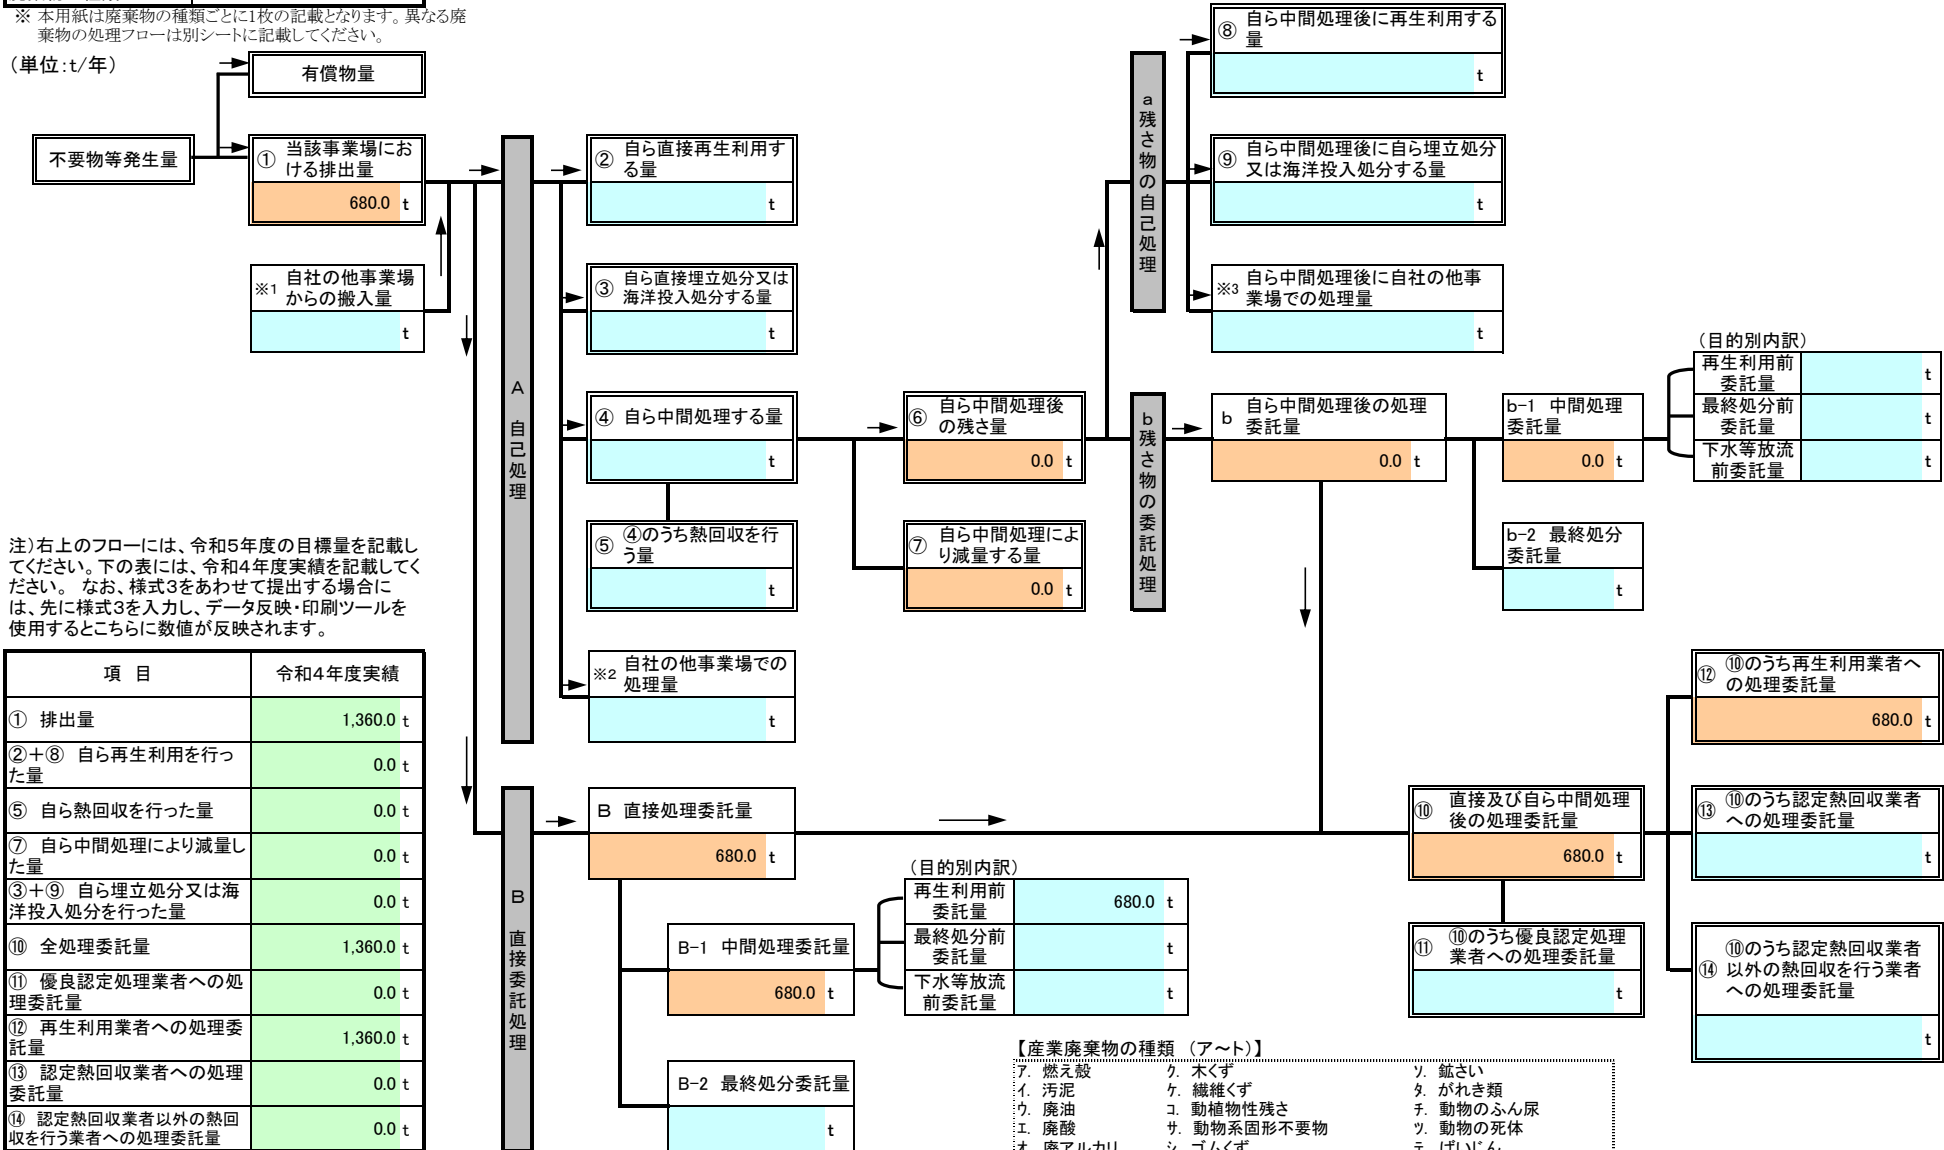 ※ 本用紙は廃棄物の種類ごとに1枚の記載となります。異なる廃
棄物の処理フローは別シートに記載してください。
（単位:t/年）
有償物量
不要物等発生量
① 当該事業場にお
ける排出量
680.0 t
※1 自社の他事業場
からの搬入量
t
A 自己処理
② 自ら直接再生利用す
る量
t
③ 自ら直接埋立処分又は
海洋投入処分する量
t
④ 自ら中間処理する量
t
⑤ ④のうち熱回収を行
う量
t
※2 自社の他事業場での
処理量
t
⑥ 自ら中間処理後
の残さ量
0.0 t
⑦ 自ら中間処理によ
り減量する量
0.0 t
a 残さ物の自己処理
⑧ 自ら中間処理後に再生利用する
量
t
⑨ 自ら中間処理後に自ら埋立処分
又は海洋投入処分する量
t
※3 自ら中間処理後に自社の他事
業場での処理量
t
b 残さ物の委託処理
b 自ら中間処理後の処理
委託量
0.0 t
b-1 中間処理
委託量
0.0 t
b-2 最終処分
委託量
t
（目的別内訳）
再生利用前
委託量
t
最終処分前
委託量
t
下水等放流
前委託量
t
注）右上のフローには、令和5年度の目標量を記載し
てください。下の表には、令和4年度実績を記載してく
ださい。 なお、様式3をあわせて提出する場合に
は、先に様式3を入力し、データ反映・印刷ツールを
使用するとこちらに数値が反映されます。
項 目 令和4年度実績
① 排出量 1,360.0 t
②＋⑧ 自ら再生利用を行っ
た量 0.0 t
⑤ 自ら熱回収を行った量 0.0 t
⑦ 自ら中間処理により減量し
た量 0.0 t
③＋⑨ 自ら埋立処分又は海
洋投入処分を行った量 0.0 t
⑩ 全処理委託量 1,360.0 t
⑪ 優良認定処理業者への処
理委託量 0.0 t
⑫ 再生利用業者への処理委
託量 1,360.0 t
⑬ 認定熱回収業者への処理
委託量 0.0 t
⑭ 認定熱回収業者以外の熱回
収を行う業者への処理委託量 0.0 t
B 直接委託処理
B 直接処理委託量
680.0 t
B-1 中間処理委託量
680.0 t
B-2 最終処分委託量
t
（目的別内訳）
再生利用前
委託量
680.0 t
最終処分前
委託量
t
下水等放流
前委託量
t
⑩ 直接及び自ら中間処理
後の処理委託量
680.0 t
⑪ ⑩のうち優良認定処理
業者への処理委託量
t
⑫ ⑩のうち再生利用業者へ
の処理委託量
680.0 t
⑬ ⑩のうち認定熱回収業者
への処理委託量
t
⑭ ⑩のうち認定熱回収業者
以外の熱回収を行う業者
への処理委託量
t
【産業廃棄物の種類 （ア～ト）】
ア. 燃え殻 ク. 木くず ソ. 鉱さい
イ. 汚泥 ケ. 繊維くず タ. がれき類
ウ. 廃油 コ. 動植物性残さ チ. 動物のふん尿
エ. 廃酸 サ. 動物系固形不要物 ツ. 動物の死体
オ. 廃アルカリ シ. ゴムくず テ. ばいじん